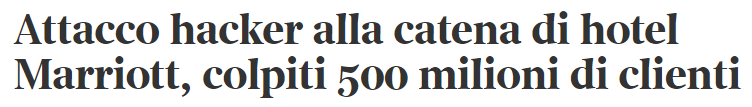 Attacco hacker alla catena di hotel
Marriott, colpiti 500 milioni di clienti